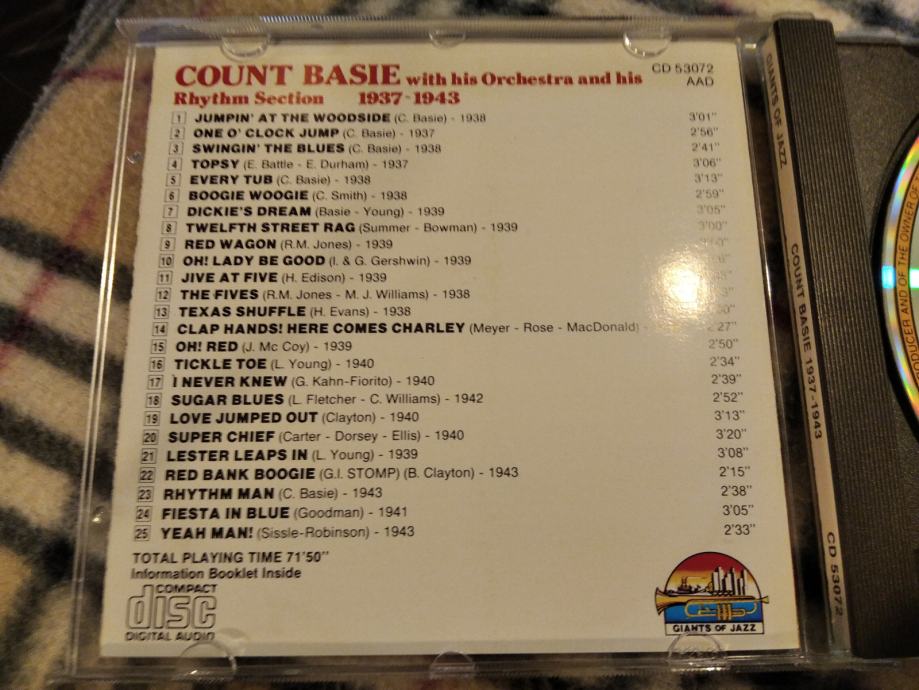 COUNT BASIE with his Orchestra and his CD 53072
Rhythm Section 1937-1943 AAD
1 JUMPIN' AT THE WOODSIDE (C. Basie) - 1938 3'01"
2 ONE O' CLOCK JUMP (C. Basie) - 1937 2'56"
3 SWINGIN' THE BLUES (C. Basie) - 1938 2'41"
4 TOPSY (E. Battle - E. Durham) - 1937 3'06"
5 EVERY TUB (C. Basie) - 1938 3'13"
6 BOOGIE WOOGIE (C. Smith) - 1938 2'59"
7 DICKIE'S DREAM (Basie - Young) - 1939 3'05"
8 TWELFTH STREET RAG (Summer - Bowman) - 1939 3'00"
9 RED WAGON (R.M. Jones) - 1939
10 OH! LADY BE GOOD (I. & G. Gershwin) - 1939
11 JIVE AT FIVE (H. Edison) - 1939
12 THE FIVES (R.M. Jones - M. J. Williams) - 1938
13 TEXAS SHUFFLE (H. Evans) - 1938
14 CLAP HANDS! HERE COMES CHARLEY (Meyer - Rose - MacDonald) - 2'27"
15 OH! RED (J. Mc Coy) - 1939 2'50"
16 TICKLE TOE (L. Young) - 1940 2'34"
17 I NEVER KNEW (G. Kahn-Fiorito) - 1940 2'39"
18 SUGAR BLUES (L. Fletcher - C. Williams) - 1942 2'52"
19 LOVE JUMPED OUT (Clayton) - 1940 3'13"
20 SUPER CHIEF (Carter - Dorsey - Ellis) - 1940 3'20"
21 LESTER LEAPS IN (L. Young) - 1939 3'08"
22 RED BANK BOOGIE (G.I. STOMP) (B. Clayton) - 1943 2'15"
23 RHYTHM MAN (C. Basie) - 1943 2'38"
24 FIESTA IN BLUE (Goodman) - 1941 3'05"
25 YEAH MAN! (Sissle-Robinson) - 1943 2'33"
TOTAL PLAYING TIME 71'50"
Information Booklet Inside
COMPACT
disc
DIGITAL AUDIO
GIANTS OF JAZZ
GIANTS OF JAZZ COUNT BASIE 1937-1943 CD 53072
PRODUCER AND OF THE OWNER OF